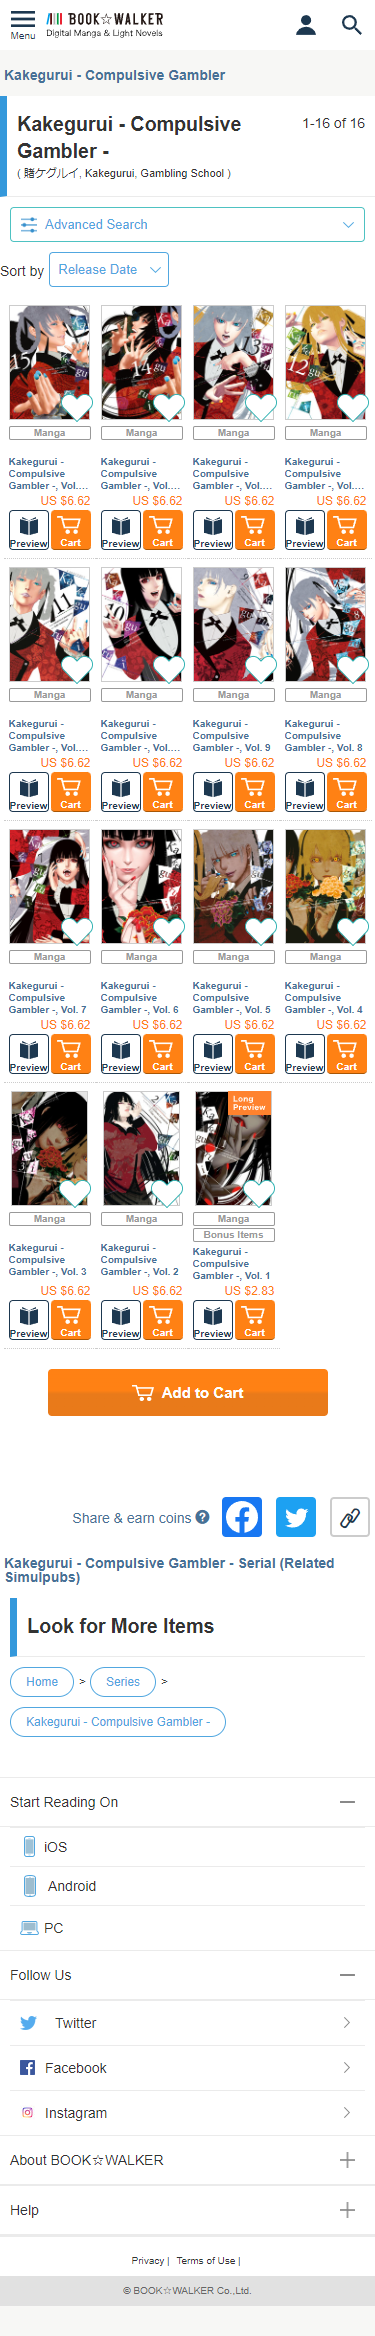 BOOK☆WALKER
Menu
Digital Manga & Light Novels
Kakegurui - Compulsive Gambler
Kakegurui - Compulsive
Gambler -
1-16 of 16
( 賭ケグルイ, Kakegurui, Gambling School )
Advanced Search
Sort by
Release Date
15
14
13
12
Manga
Manga
Manga
Manga
Kakegurui -
Compulsive
Gambler -, Vol....
Kakegurui -
Compulsive
Gambler -, Vol....
Kakegurui -
Compulsive
Gambler -, Vol....
Kakegurui -
Compulsive
Gambler -, Vol....
US $6.62
US $6.62
US $6.62
US $6.62
Preview
Cart
Preview
Cart
Preview
Cart
Preview
Cart
11
10
9
8
Manga
Manga
Manga
Manga
Kakegurui -
Compulsive
Gambler -, Vol....
Kakegurui -
Compulsive
Gambler -, Vol....
Kakegurui -
Compulsive
Gambler -, Vol. 9
Kakegurui -
Compulsive
Gambler -, Vol. 8
US $6.62
US $6.62
US $6.62
US $6.62
Preview
Cart
Preview
Cart
Preview
Cart
Preview
Cart
Manga
Manga
Manga
Manga
Kakegurui -
Compulsive
Gambler -, Vol. 7
Kakegurui -
Compulsive
Gambler -, Vol. 6
Kakegurui -
Compulsive
Gambler -, Vol. 5
Kakegurui -
Compulsive
Gambler -, Vol. 4
US $6.62
US $6.62
US $6.62
US $6.62
Preview
Cart
Preview
Cart
Preview
Cart
Preview
Cart
Long
Preview
Manga
Manga
Manga
Bonus Items
Kakegurui -
Compulsive
Gambler -, Vol. 3
Kakegurui -
Compulsive
Gambler -, Vol. 2
Kakegurui -
Compulsive
Gambler -, Vol. 1
US $6.62
US $6.62
US $2.83
Preview
Cart
Preview
Cart
Preview
Cart
Add to Cart
Share & earn coins ?
Kakegurui - Compulsive Gambler - Serial (Related
Simulpubs)
Look for More Items
Home > Series >
Kakegurui - Compulsive Gambler -
Start Reading On
iOS
Android
PC
Follow Us
Twitter
Facebook
Instagram
About BOOK☆WALKER
Help
Privacy | Terms of Use |
© BOOK☆WALKER Co.,Ltd.